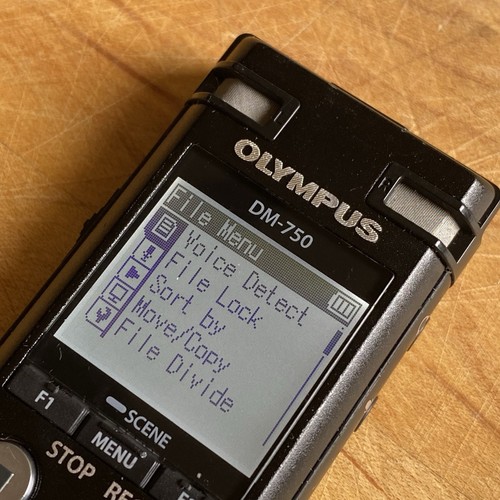 R
OLYMPUS
DM-750
File Menu
Voice Detect
File Lock
Sort by
Move/Copy
File Divide
F1
SCENE
MENU
STOP